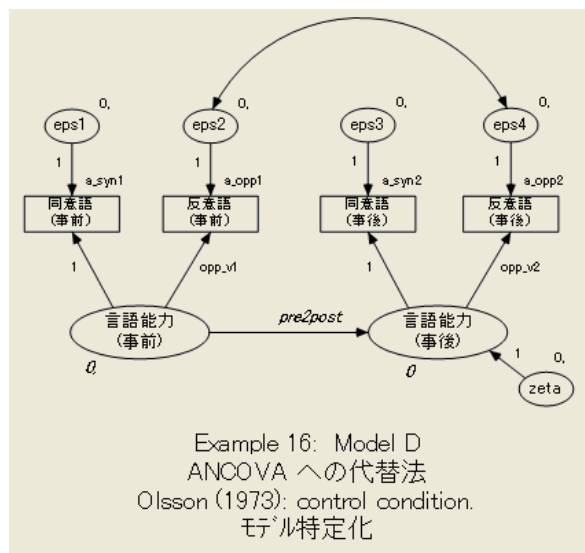 0,
0,
0,
0,
eps1
eps2
eps3
eps4
1
1
1
1
a_syn1
a_opp1
a_syn2
a_opp2
同意語
(事前)
反意語
(事前)
同意語
(事後)
反意語
(事後)
1
opp_v1
1
opp_v2
言語能力
(事前)
pre2post
言語能力
(事後)
0,
0
1
0,
zeta
Example 16: Model D
ANCOVA への代替法
Olsson (1973): control condition.
モデル特定化